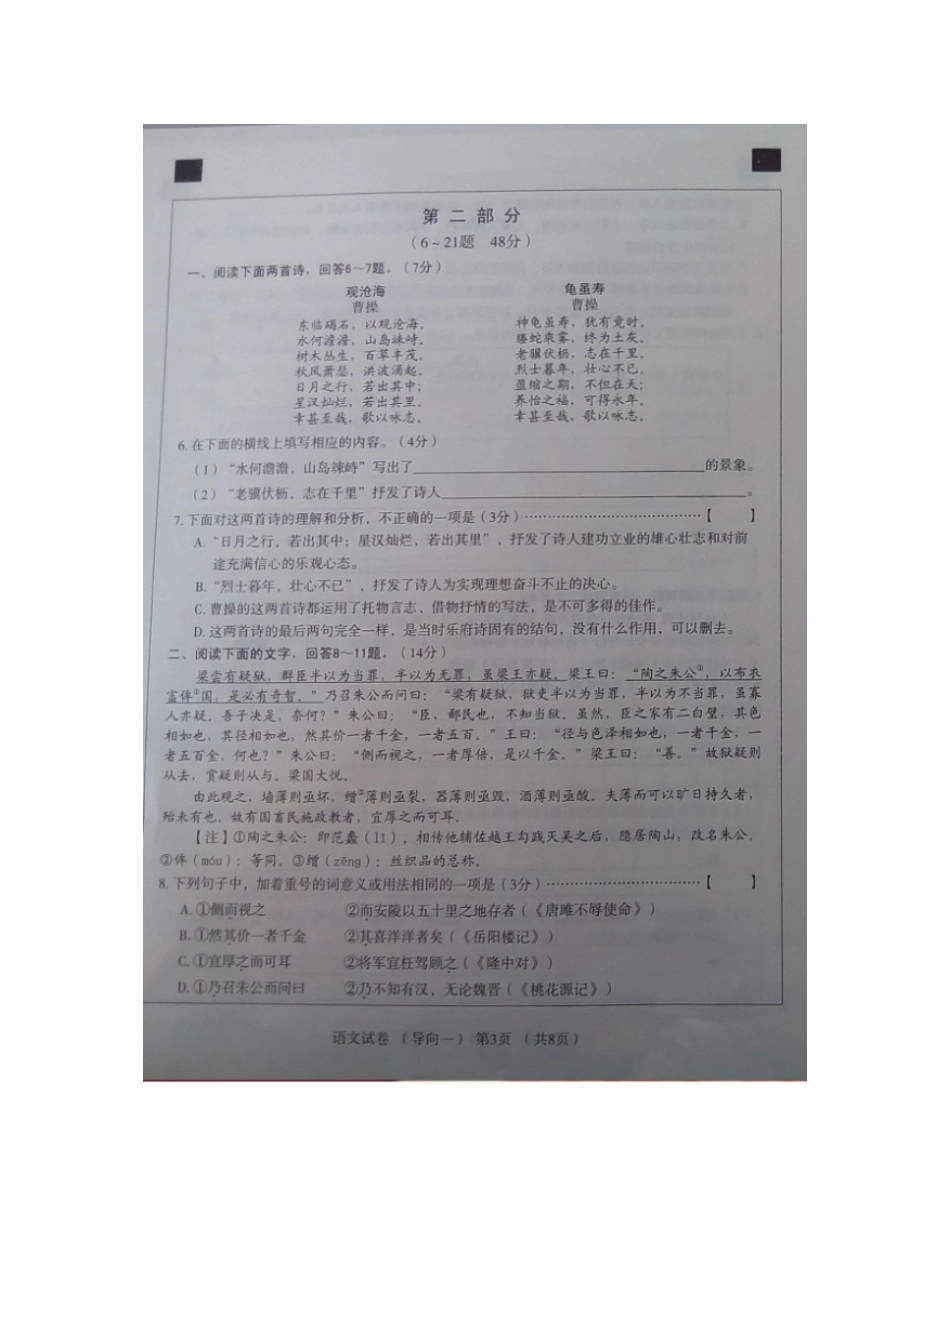 第二部分
（6~21题 48分）
一、阅读下面两首诗，回答6～7题。（7分）
观沧海
曹操
东临碣石，以观沧海。
水何澹澹，山岛竦峙。
树木丛生，百草丰茂。
秋风萧瑟，洪波涌起。
日月之行，若出其中；
星汉灿烂，若出其里。
幸甚至哉，歌以咏志。
龟虽寿
曹操
神龟虽寿，犹有竟时。
螣蛇乘雾，终为土灰。
老骥伏枥，志在千里。
烈士暮年，壮心不已。
盈缩之期，不但在天；
养怡之福，可得永年。
幸甚至哉，歌以咏志。
6.在下面的横线上填写相应的内容。（4分）
（1）“水何澹澹，山岛竦峙”写出了的景象。
（2）“老骥伏枥，志在千里”抒发了诗人。
7.下面对这两首诗的理解和分析，不正确的一项是（3分）…………………………………【　】
A.“日月之行，若出其中；星汉灿烂，若出其里”，抒发了诗人建功立业的雄心壮志和对前
途充满信心的乐观心态。
B.“烈士暮年，壮心不已”，抒发了诗人为实现理想奋斗不止的决心。
C.曹操的这两首诗都运用了托物言志、借物抒情的写法，是不可多得的佳作。
D.这两首诗的最后两句完全一样，是当时乐府诗固有的结句，没有什么作用，可以删去。
二、阅读下面的文字，回答8～11题。（14分）
梁尝有疑狱，群臣半以为当罪，半以为无罪，虽梁王亦疑。梁王曰：“陶之朱公①，以布衣
富侔②国，是必有奇智。”乃召朱公而问曰：“梁有疑狱，狱吏半以为当罪，半以为不当罪，虽寡
人亦疑。吾子决是，奈何？”朱公曰：“臣，鄙民也，不知当狱。虽然，臣之家有二白璧，其色
相如也，其径相如也，然其价一者千金，一者五百。”王曰：“径与色泽相如也，一者千金，一
者五百金，何也？”朱公曰：“侧而视之，一者厚倍，是以千金。”梁王曰：“善。”故狱疑则
从去，赏疑则从与。梁国大悦。
由此观之，墙薄则亟坏，缯③薄则亟裂，器薄则亟毁，酒薄则亟酸。夫薄而可以旷日持久者，
殆未有也。故有国畜民施政教者，宜厚之而可耳。
【注】①陶之朱公：即范蠡（lǐ），相传他辅佐越王勾践灭吴之后，隐居陶山，改名朱公。
②侔（móu）：等同。③缯（zēng）：丝织品的总称。
8.下列句子中，加着重号的词意义或用法相同的一项是（3分）……………………………【　】
A.①侧而视之　②而安陵以五十里之地存者（《唐雎不辱使命》）
B.①然其价一者千金　②其喜洋洋者矣（《岳阳楼记》）
C.①宜厚之而可耳　②将军宜枉驾顾之（《隆中对》）
D.①乃召朱公而问曰　②乃不知有汉，无论魏晋（《桃花源记》）
语文试卷 （导向一） 第3页 （共8页）